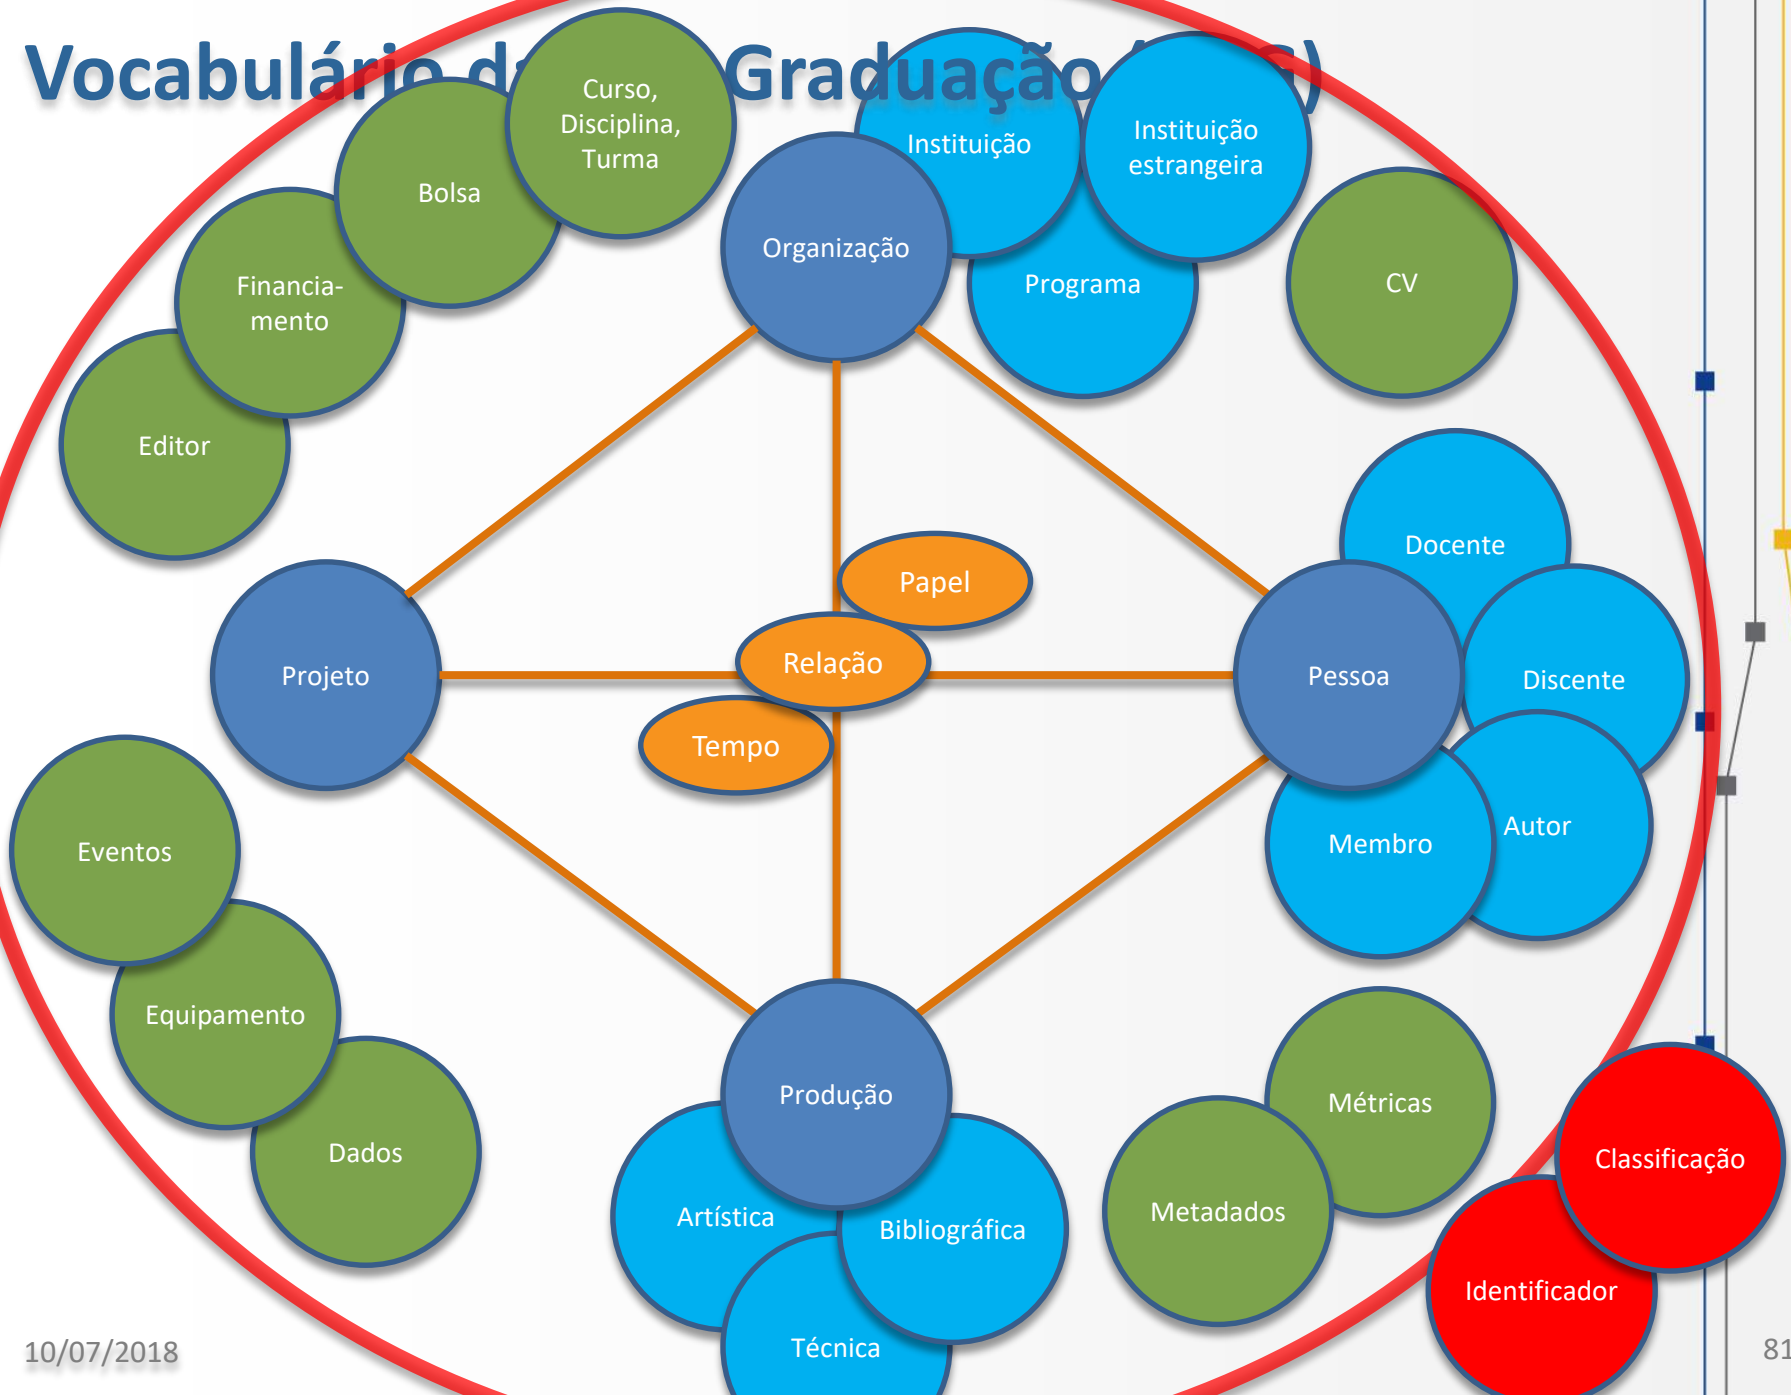 Vocabulário da Graduação
Curso,
Disciplina,
Turma
Bolsa
Financia-
mento
Editor
Organização
Instituição
Instituição
estrangeira
Programa
CV
Docente
Discente
Pessoa
Autor
Membro
Papel
Relação
Tempo
Projeto
Eventos
Equipamento
Dados
Produção
Artística
Bibliográfica
Técnica
Métricas
Metadados
Classificação
Identificador
10/07/2018
81